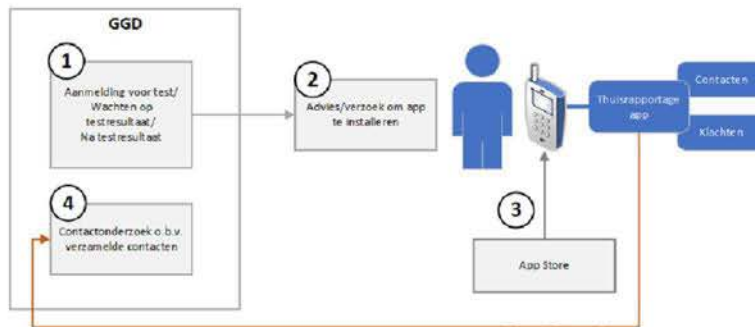 GGD
1
Aanmelding voor test/
Wachten op
testresultaat/
Na testresultaat
2
Advies/verzoek om app
te installeren
Thuisrapportage
app
Contacten
Klachten
4
Contactonderzoek o.b.v.
verzamelde contacten
3
App Store